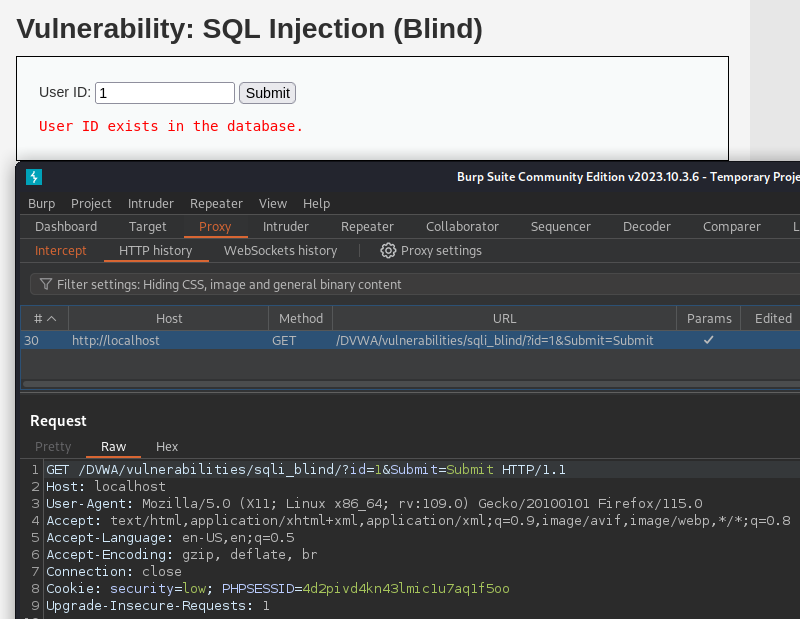 Vulnerability: SQL Injection (Blind)
User ID: 1 Submit
User ID exists in the database.
Burp Suite Community Edition v2023.10.3.6 - Temporary Proje
Burp Project Intruder Repeater View Help
Dashboard Target Proxy Intruder Repeater Collaborator Sequencer Decoder Comparer L
Intercept HTTP history WebSockets history Proxy settings
Filter settings: Hiding CSS, image and general binary content
# Host Method URL Params Edited
30 http://localhost GET /DVWA/vulnerabilities/sqli_blind/?id=1&Submit=Submit ✓
Request
Pretty Raw Hex
1 GET /DVWA/vulnerabilities/sqli_blind/?id=1&Submit=Submit HTTP/1.1
2 Host: localhost
3 User-Agent: Mozilla/5.0 (X11; Linux x86_64; rv:109.0) Gecko/20100101 Firefox/115.0
4 Accept: text/html,application/xhtml+xml,application/xml;q=0.9,image/avif,image/webp,*/*;q=0.8
5 Accept-Language: en-US,en;q=0.5
6 Accept-Encoding: gzip, deflate, br
7 Connection: close
8 Cookie: security=low; PHPSESSID=4d2pivd4kn43lmic1u7aq1f5oo
9 Upgrade-Insecure-Requests: 1